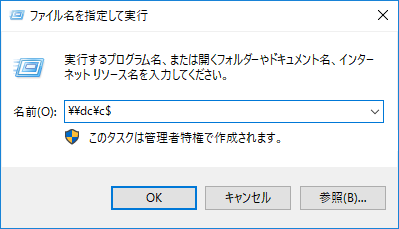 ファイル名を指定して実行
実行するプログラム名、または開くフォルダーやドキュメント名、インター
ネット リソース名を入力してください。
名前(O): ¥¥dc¥c$
このタスクは管理者特権で作成されます。
OK キャンセル 参照(B)...